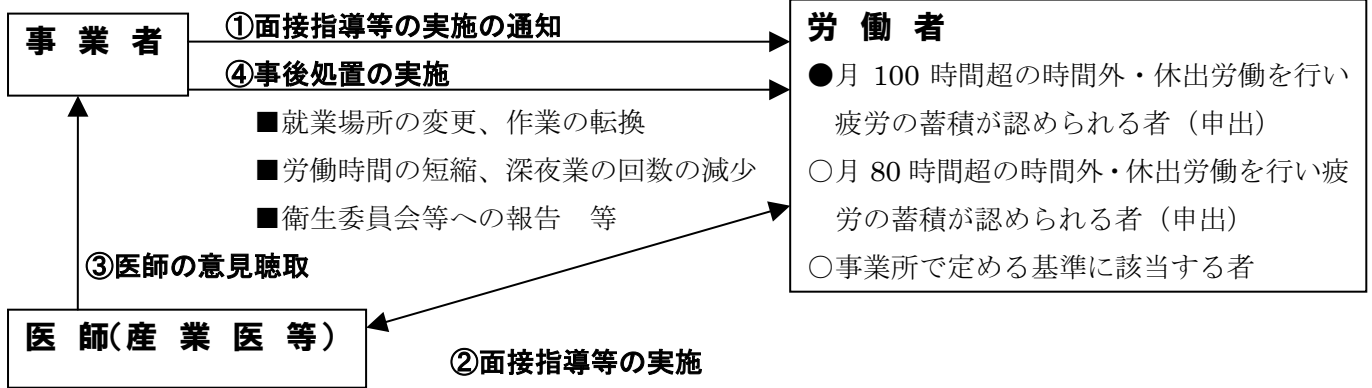 事業者
①面接指導等の実施の通知
④事後処置の実施
■就業場所の変更、作業の転換
■労働時間の短縮、深夜業の回数の減少
■衛生委員会等への報告　等
労働者
●月 100 時間超の時間外・休出労働を行い
疲労の蓄積が認められる者（申出）
○月 80 時間超の時間外・休出労働を行い疲
労の蓄積が認められる者（申出）
○事業所で定める基準に該当する者
③医師の意見聴取
医師(産業医等)
②面接指導等の実施